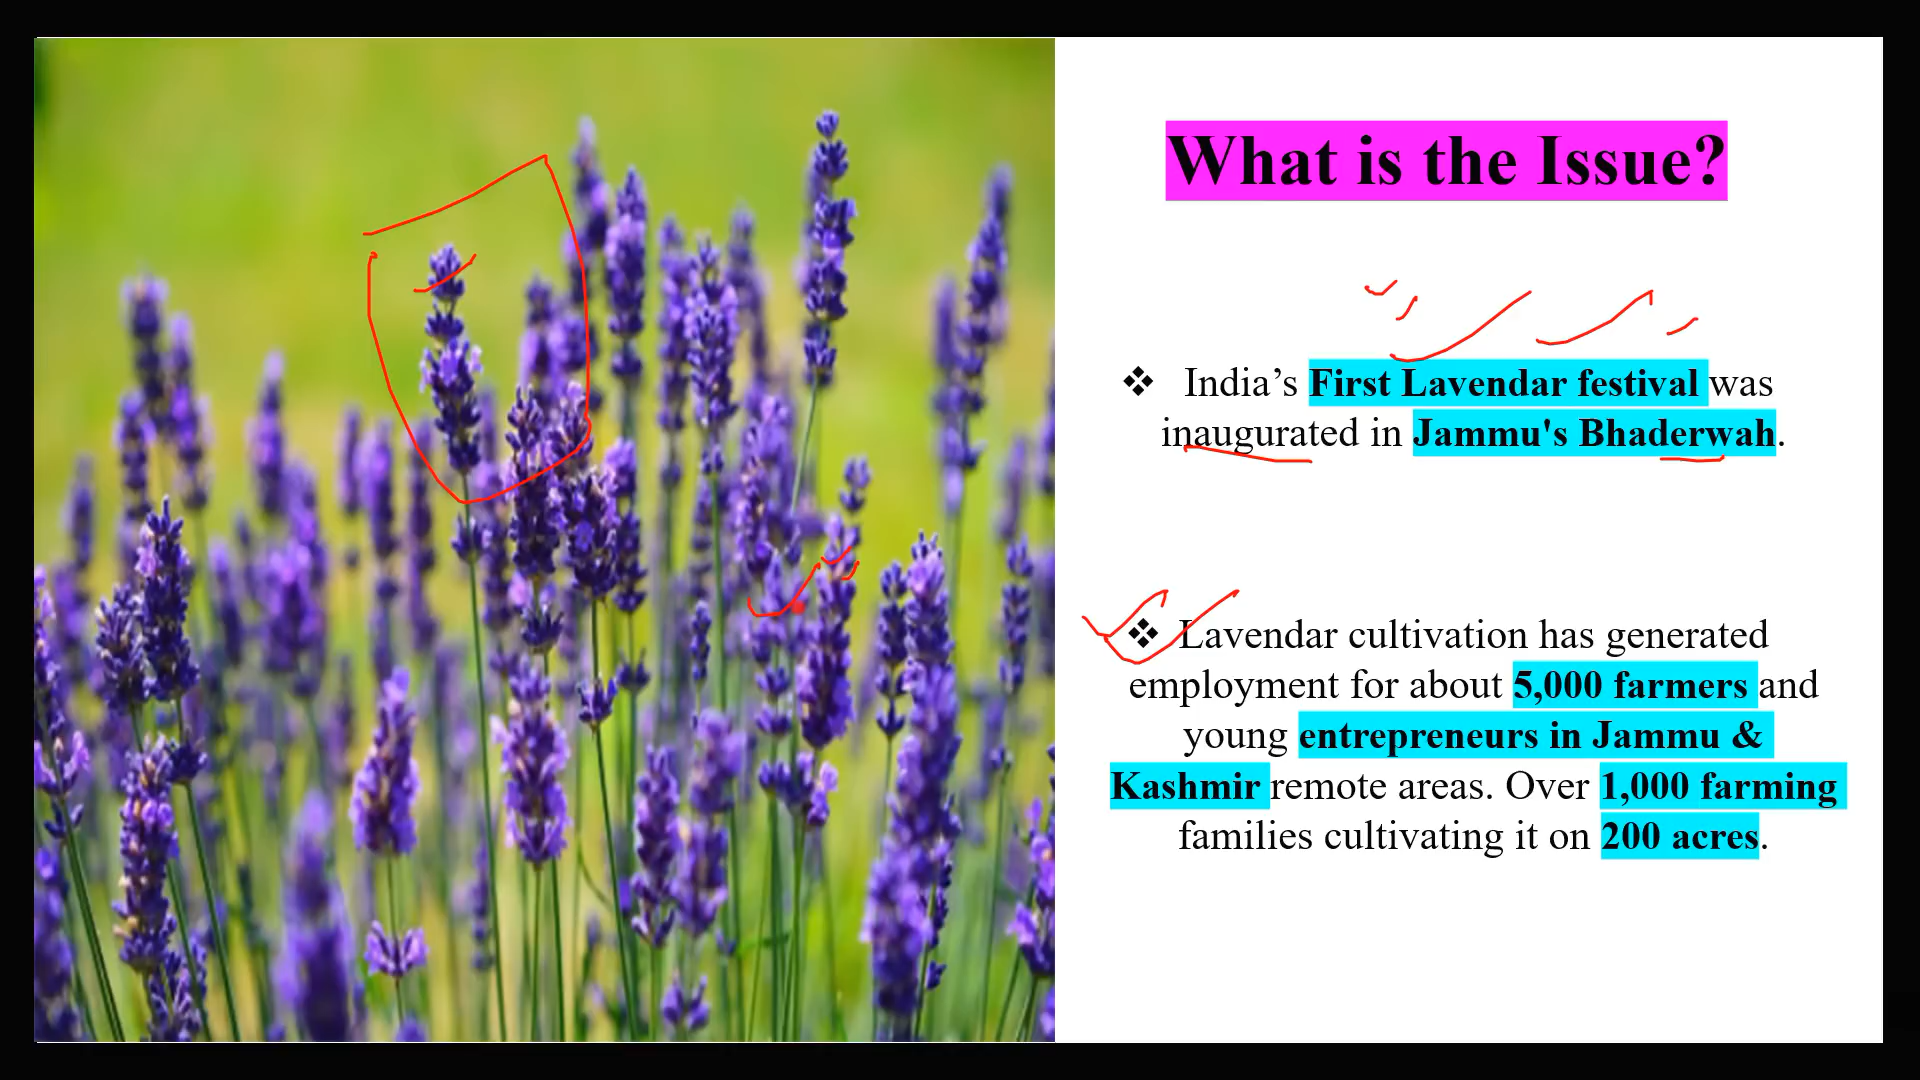 What is the Issue?
❖ India’s First Lavendar festival was
inaugurated in Jammu's Bhaderwah.
❖ Lavendar cultivation has generated
employment for about 5,000 farmers and
young entrepreneurs in Jammu &
Kashmir remote areas. Over 1,000 farming
families cultivating it on 200 acres.